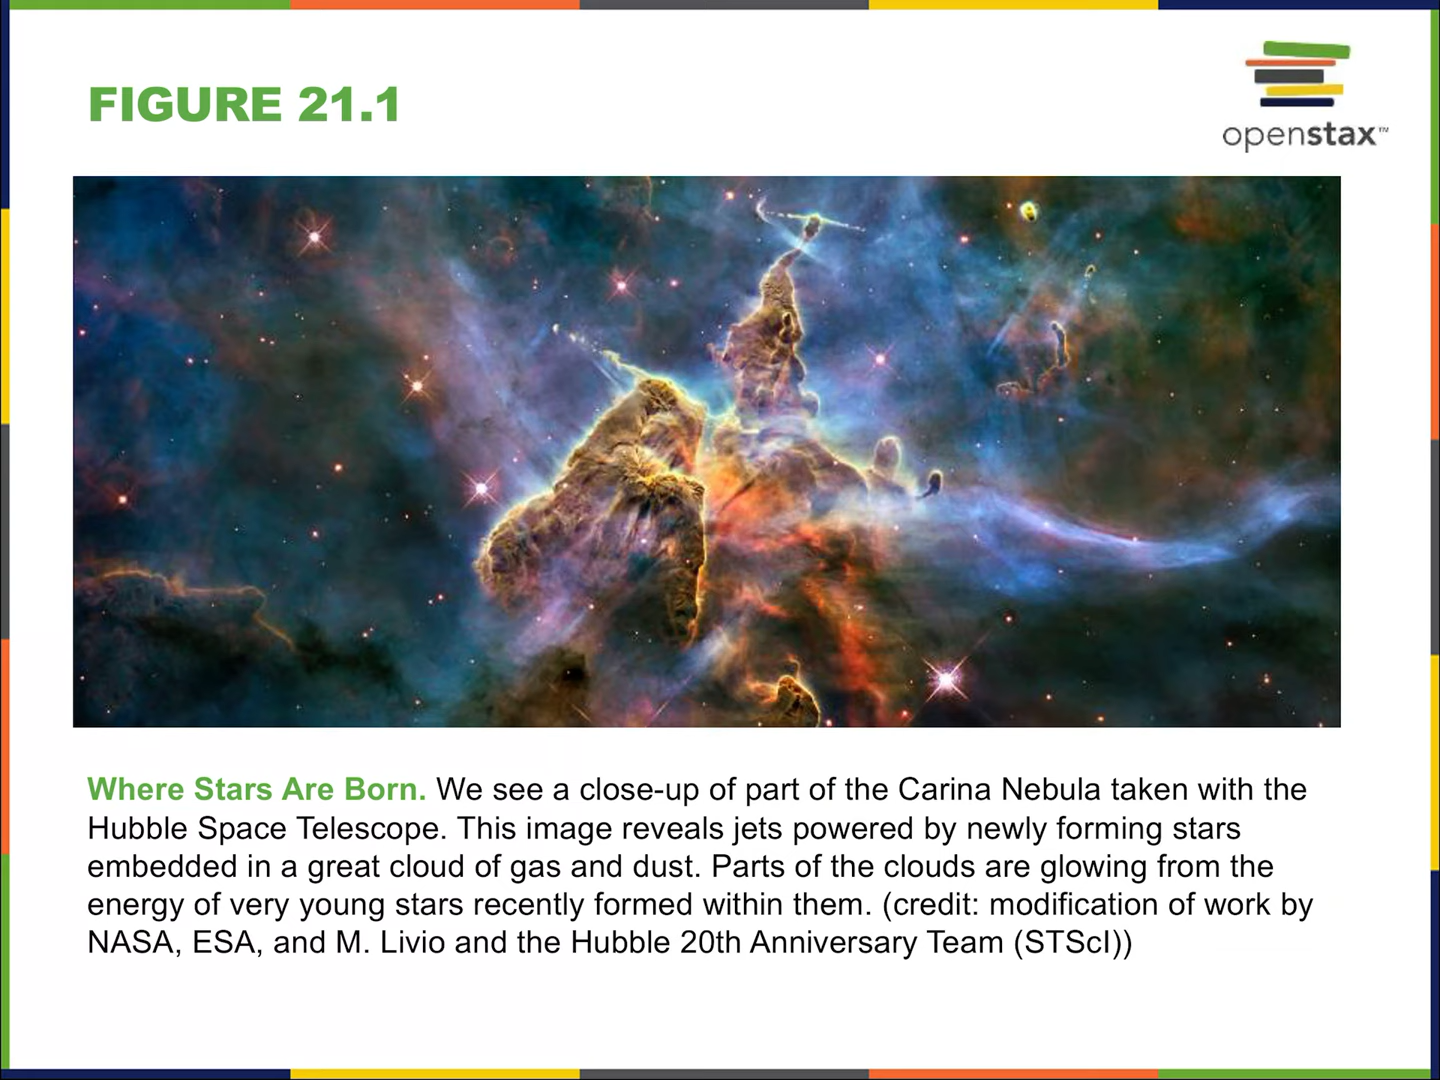 FIGURE 21.1
openstax™
Where Stars Are Born. We see a close-up of part of the Carina Nebula taken with the
Hubble Space Telescope. This image reveals jets powered by newly forming stars
embedded in a great cloud of gas and dust. Parts of the clouds are glowing from the
energy of very young stars recently formed within them. (credit: modification of work by
NASA, ESA, and M. Livio and the Hubble 20th Anniversary Team (STScI))